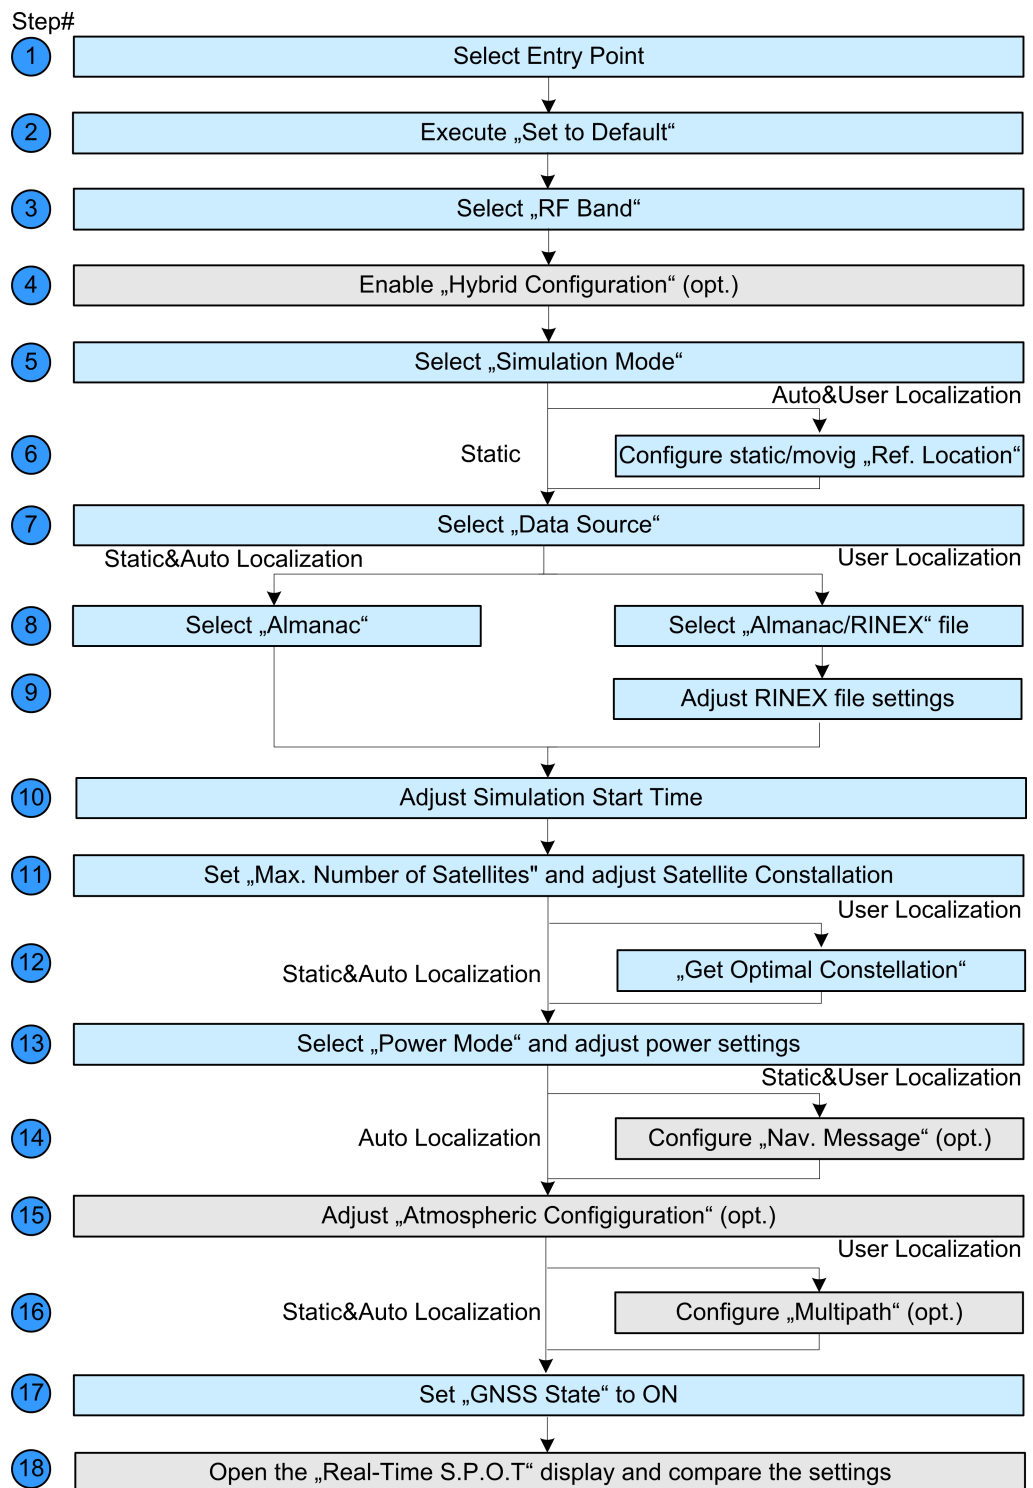 Step#
1
Select Entry Point
2
Execute „Set to Default“
3
Select „RF Band“
4
Enable „Hybrid Configuration“ (opt.)
5
Select „Simulation Mode“
Auto&User Localization
6
Static
Configure static/movig „Ref. Location“
7
Select „Data Source“
Static&Auto Localization
User Localization
8
Select „Almanac“
Select „Almanac/RINEX“ file
9
Adjust RINEX file settings
10
Adjust Simulation Start Time
11
Set „Max. Number of Satellites" and adjust Satellite Constallation
User Localization
12
Static&Auto Localization
„Get Optimal Constellation“
13
Select „Power Mode“ and adjust power settings
Static&User Localization
14
Auto Localization
Configure „Nav. Message“ (opt.)
15
Adjust „Atmospheric Configiguration“ (opt.)
User Localization
16
Static&Auto Localization
Configure „Multipath“ (opt.)
17
Set „GNSS State“ to ON
18
Open the „Real-Time S.P.O.T“ display and compare the settings